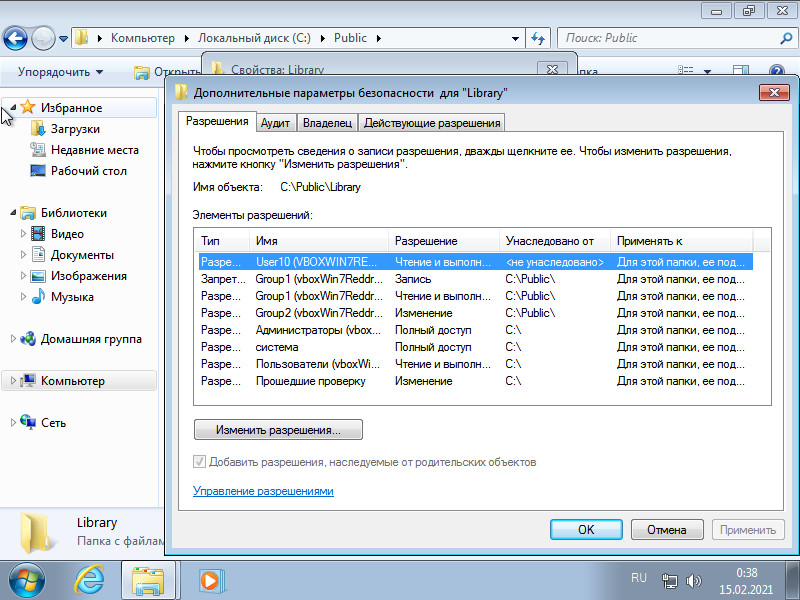 Компьютер ▸ Локальный диск (C:) ▸ Public ▸
Поиск: Public
Упорядочить
Открыть
Свойства: Library
Избранное
Загрузки
Недавние места
Рабочий стол
Библиотеки
Видео
Документы
Изображения
Музыка
Домашняя группа
Компьютер
Сеть
Дополнительные параметры безопасности для "Library"
Разрешения Аудит Владелец Действующие разрешения
Чтобы просмотреть сведения о записи разрешения, дважды щелкните ее. Чтобы изменить разрешения,
нажмите кнопку "Изменить разрешения".
Имя объекта: C:\Public\Library
Элементы разрешений:
Тип Имя Разрешение Унаследовано от Применять к
Разре... User10 (VBOXWIN7RE... Чтение и выполн... <не унаследовано> Для этой папки, ее под...
Запрет... Group1 (vboxWin7Reddr... Запись C:\Public\ Для этой папки, ее под...
Разре... Group1 (vboxWin7Reddr... Чтение и выполн... C:\Public\ Для этой папки, ее под...
Разре... Group2 (vboxWin7Reddr... Изменение C:\Public\ Для этой папки, ее под...
Разре... Администраторы (vbox... Полный доступ C:\ Для этой папки, ее под...
Разре... система Полный доступ C:\ Для этой папки, ее под...
Разре... Пользователи (vboxWi... Чтение и выполн... C:\ Для этой папки, ее под...
Разре... Прошедшие проверку Изменение C:\ Для этой папки, ее под...
Изменить разрешения...
Добавить разрешения, наследуемые от родительских объектов
Управление разрешениями
ОК Отмена Применить
Library
Папка с файлам
RU
0:38
15.02.2021